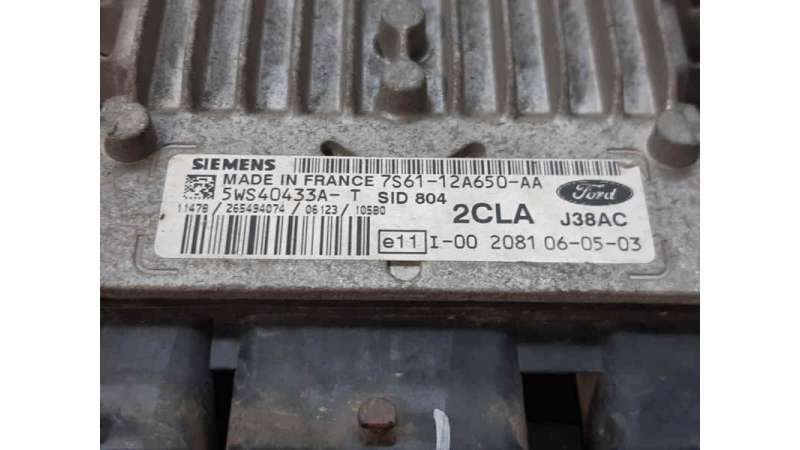 SIEMENS
MADE IN FRANCE 7S61-12A650-AA
5WS40433A- T SID 804
11478 / 265494074 / 06123 / 10580
2CLA J38AC
Ford
e11 I-00 2081 06-05-03